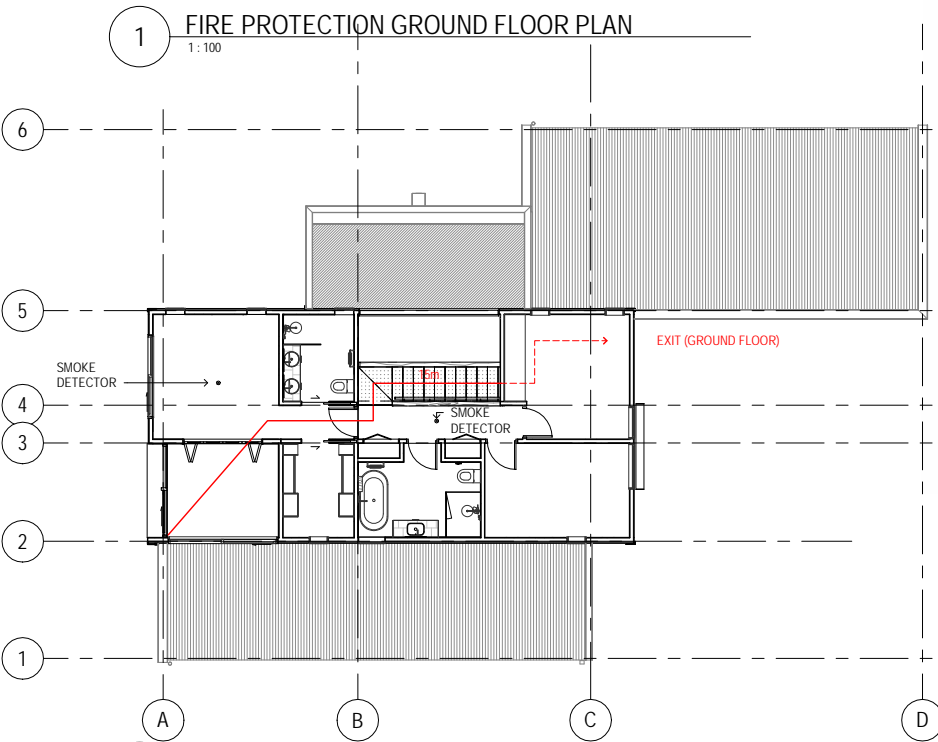 1
FIRE PROTECTION GROUND FLOOR PLAN
1 : 100
6
5
EXIT (GROUND FLOOR)
SMOKE
DETECTOR
15m
4
SMOKE
DETECTOR
3
2
1
A
B
C
D